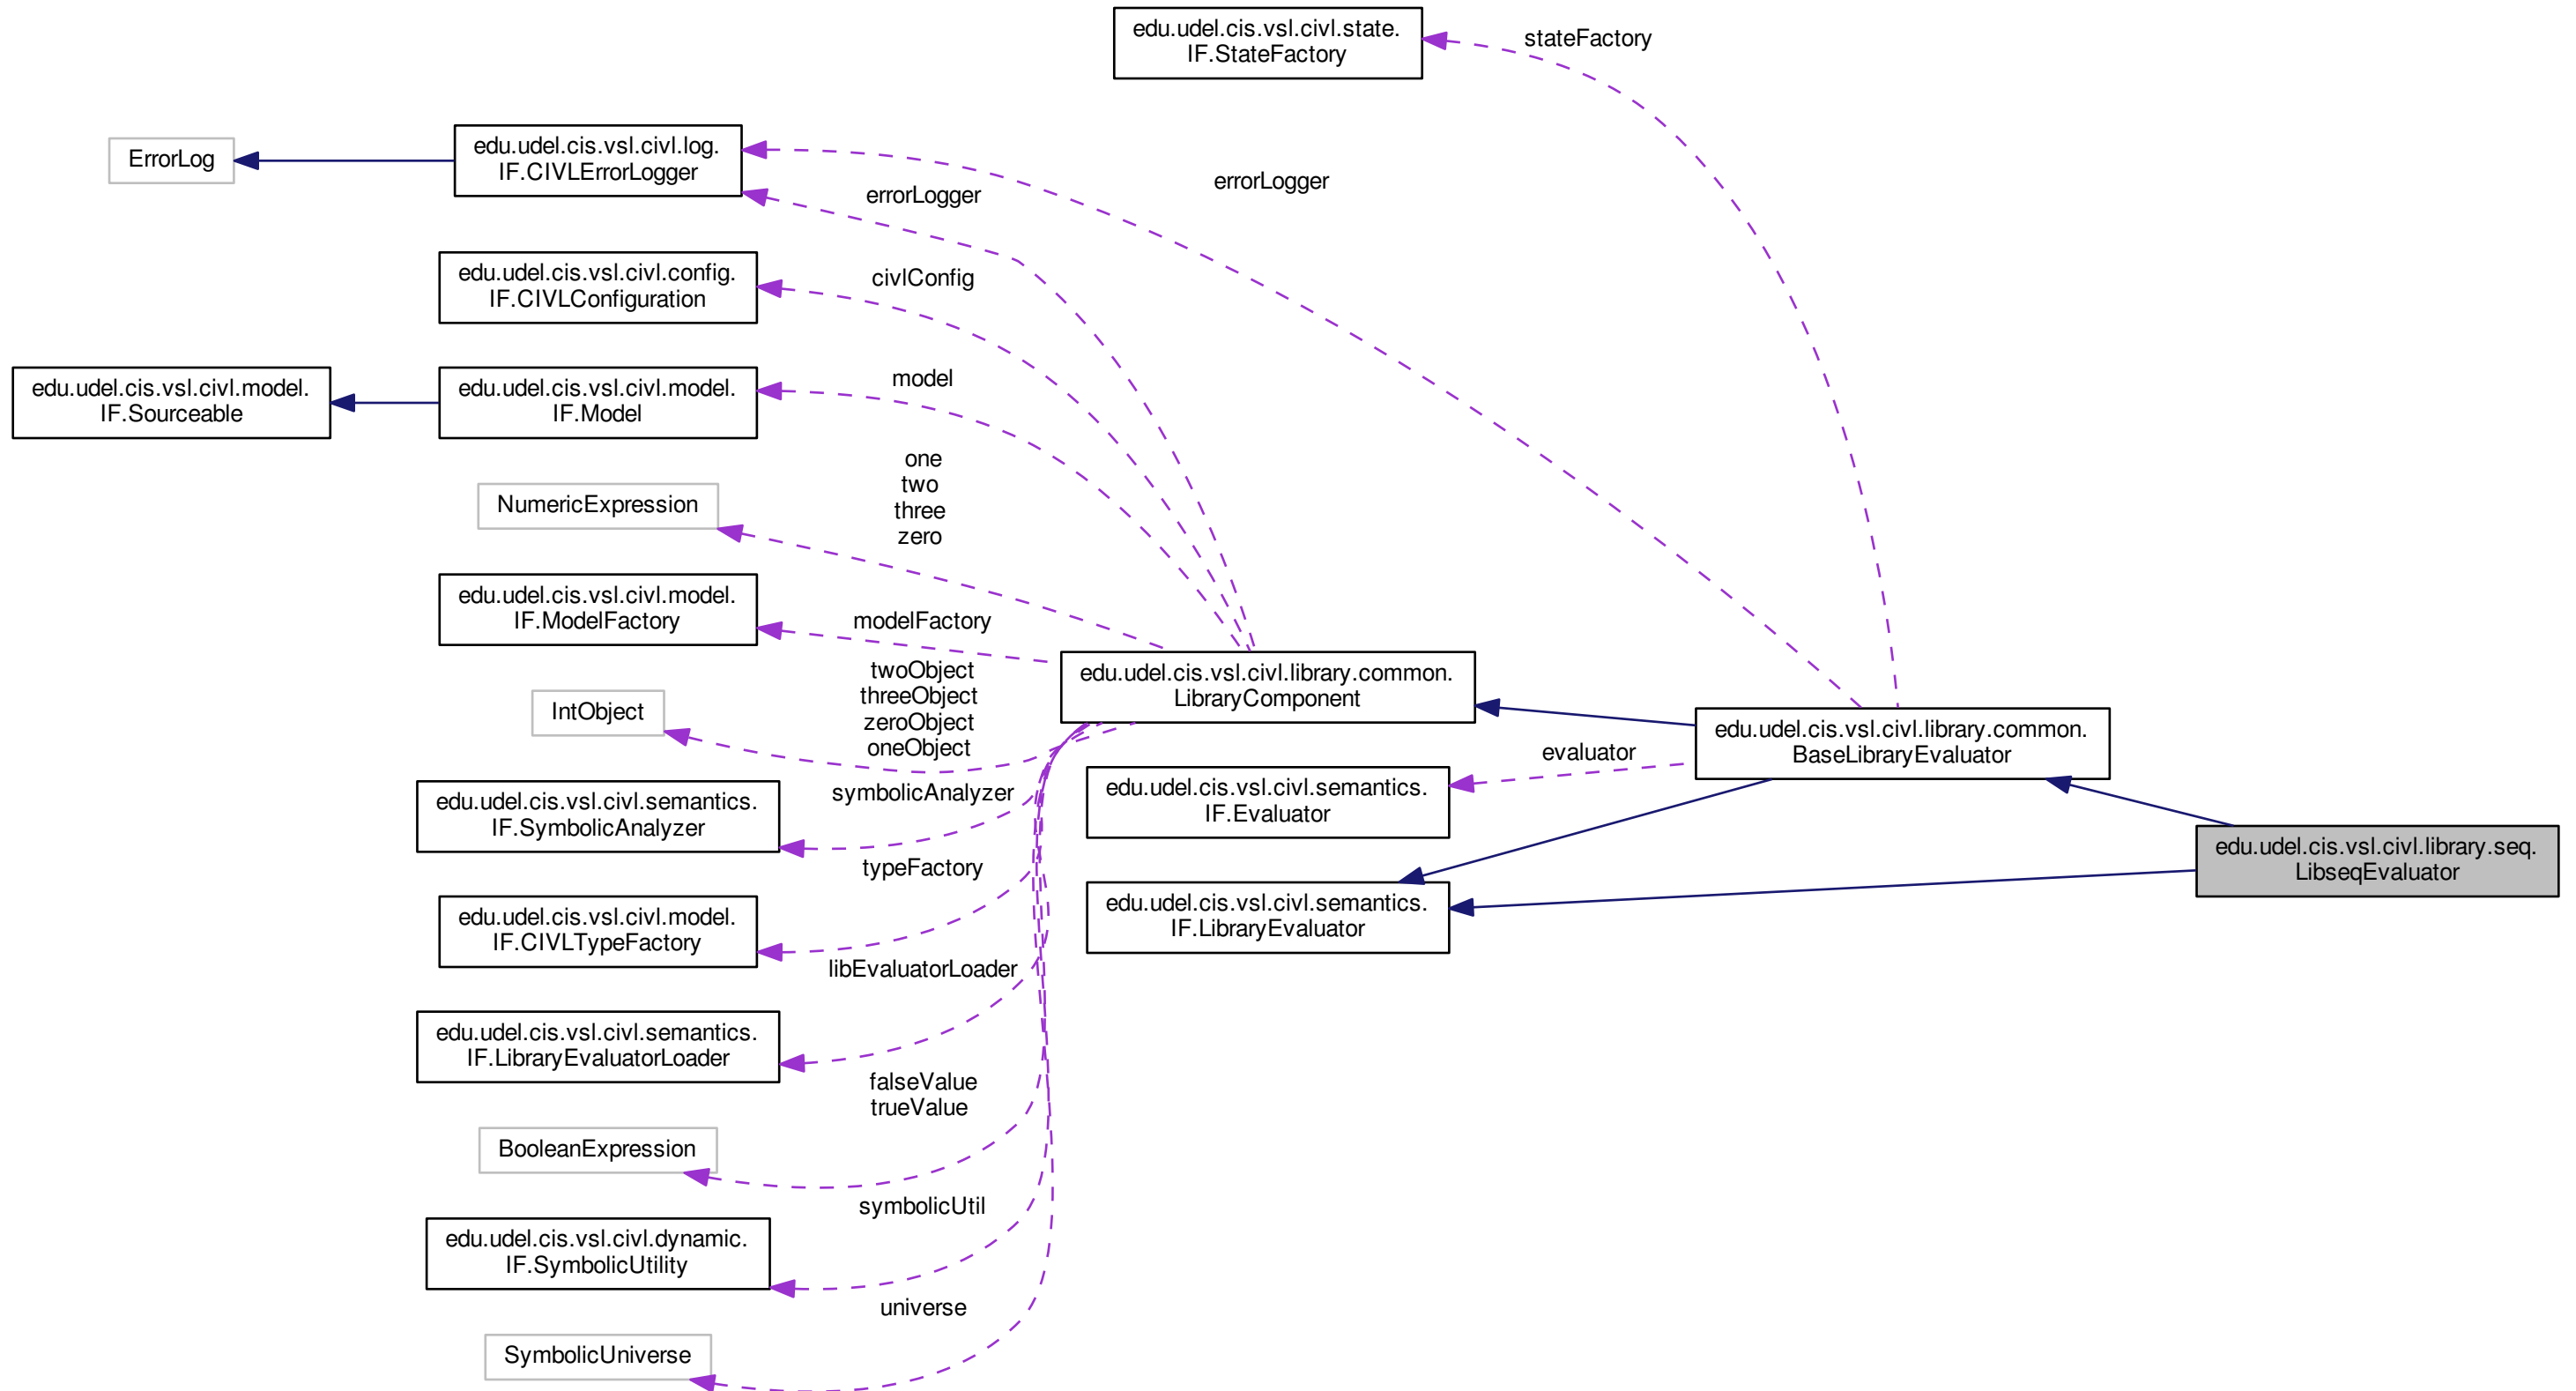 edu.udel.cis.vsl.civl.state.
IF.StateFactory
stateFactory
ErrorLog
edu.udel.cis.vsl.civl.log.
IF.CIVLErrorLogger
errorLogger
errorLogger
edu.udel.cis.vsl.civl.config.
IF.CIVLConfiguration
civlConfig
edu.udel.cis.vsl.civl.model.
IF.Sourceable
edu.udel.cis.vsl.civl.model.
IF.Model
model
NumericExpression
one
two
three
zero
edu.udel.cis.vsl.civl.model.
IF.ModelFactory
modelFactory
IntObject
twoObject
threeObject
zeroObject
oneObject
edu.udel.cis.vsl.civl.library.common.
LibraryComponent
edu.udel.cis.vsl.civl.library.common.
BaseLibraryEvaluator
evaluator
edu.udel.cis.vsl.civl.semantics.
IF.SymbolicAnalyzer
symbolicAnalyzer
edu.udel.cis.vsl.civl.semantics.
IF.Evaluator
edu.udel.cis.vsl.civl.library.seq.
LibseqEvaluator
edu.udel.cis.vsl.civl.model.
IF.CIVLTypeFactory
typeFactory
edu.udel.cis.vsl.civl.semantics.
IF.LibraryEvaluator
edu.udel.cis.vsl.civl.semantics.
IF.LibraryEvaluatorLoader
libEvaluatorLoader
BooleanExpression
falseValue
trueValue
edu.udel.cis.vsl.civl.dynamic.
IF.SymbolicUtility
symbolicUtil
SymbolicUniverse
universe